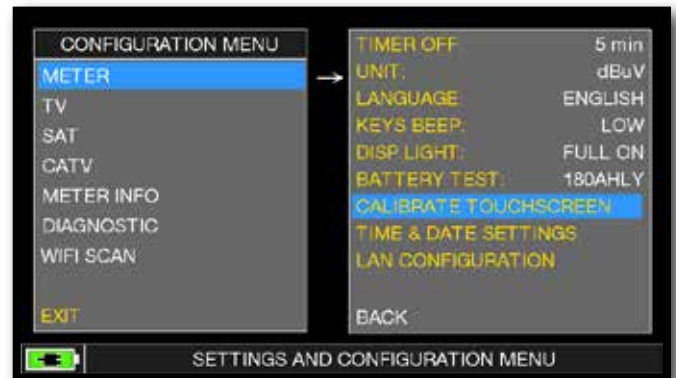 CONFIGURATION MENU
METER
TV
SAT
CATV
METER INFO
DIAGNOSTIC
WIFI SCAN
EXIT
TIMER OFF 5 min
UNIT: dBuV
LANGUAGE ENGLISH
KEYS BEEP: LOW
DISP LIGHT: FULL ON
BATTERY TEST: 180AHLY
CALIBRATE TOUCHSCREEN
TIME & DATE SETTINGS
LAN CONFIGURATION
BACK
SETTINGS AND CONFIGURATION MENU